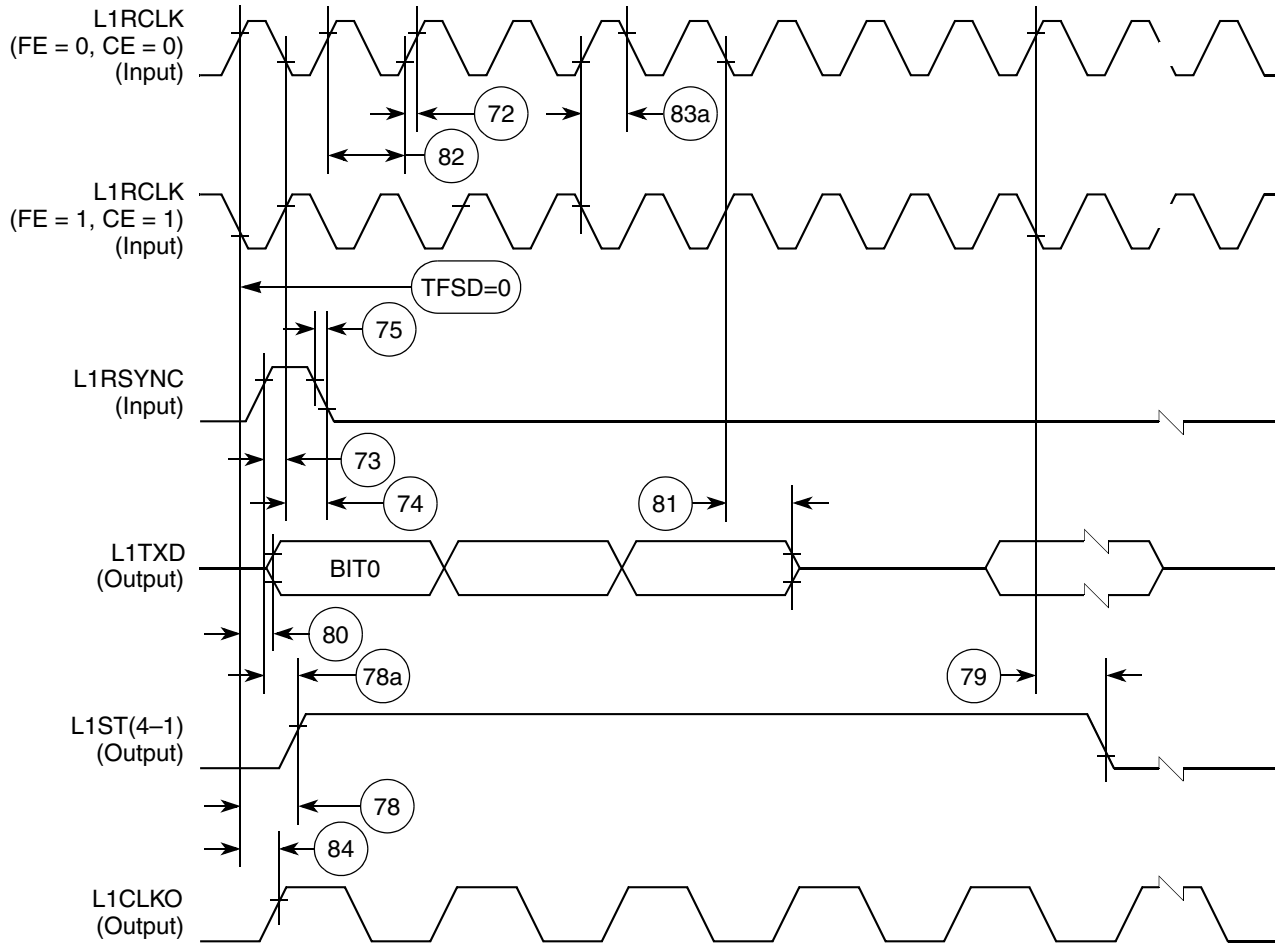 L1RCLK
(FE = 0, CE = 0)
(Input)
72
83a
82
L1RCLK
(FE = 1, CE = 1)
(Input)
TFSD=0
75
L1RSYNC
(Input)
73
74
81
L1TXD
(Output)
BIT0
80
78a
79
L1ST(4–1)
(Output)
78
84
L1CLKO
(Output)